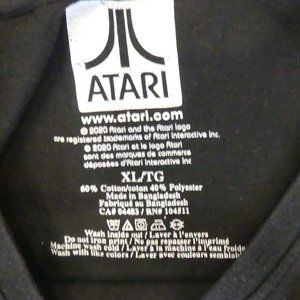 ATARI
www.atari.com
© 2020 Atari and the Atari logo
are registered trademarks of Atari Interactive Inc.
© 2020 Atari et le logo Atari
sont des marques de commerce
déposées d'Atari Interactive Inc
XL/TG
60% Cotton/coton 40% Polyester
Made in Bangladesh
Fabriqué au Bangladesh
CA# 04483 / RN# 104511
Wash inside out / Laver à l'envers
Do not iron print / Ne pas repasser l'imprimé
Machine wash cold / Laver à la machine à l'eau froide
Wash with like colors / Laver avec couleurs semblab